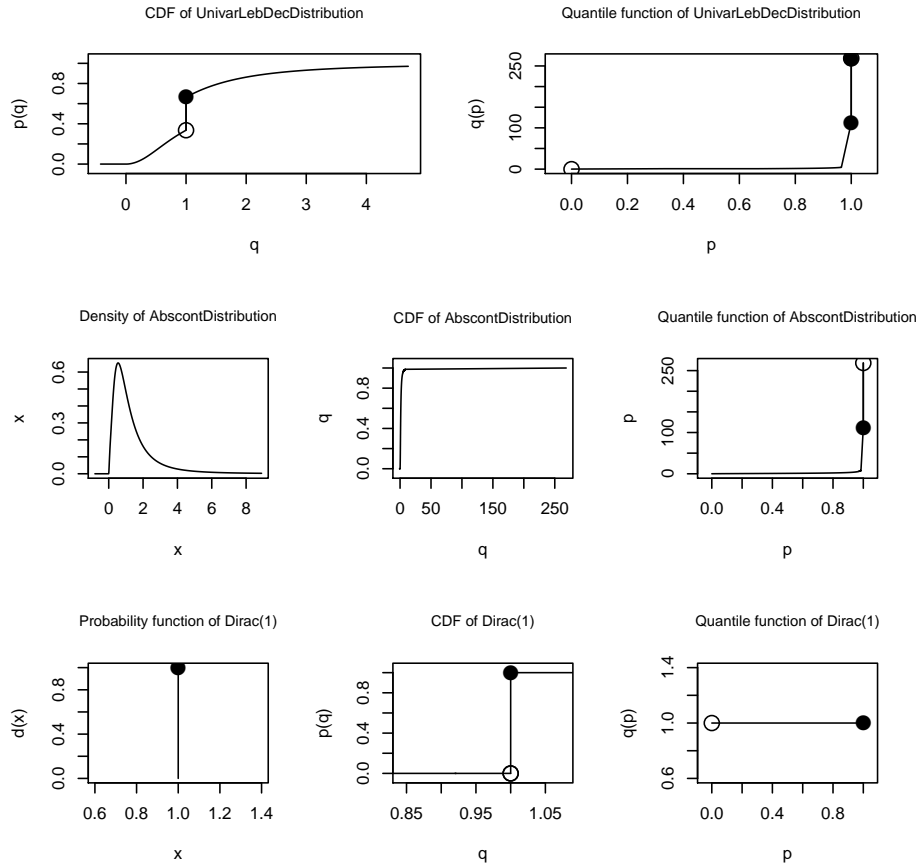 CDF of UnivarLebDecDistribution
p(q)
0.0 0.4 0.8
0 1 2 3 4
q
Quantile function of UnivarLebDecDistribution
q(p)
0 100 250
0.0 0.2 0.4 0.6 0.8 1.0
p
Density of AbscontDistribution
x
0.0 0.3 0.6
0 2 4 6 8
x
CDF of AbscontDistribution
q
0.0 0.4 0.8
0 50 150 250
q
Quantile function of AbscontDistribution
p
0 100 250
0.0 0.4 0.8
p
Probability function of Dirac(1)
d(x)
0.0 0.4 0.8
0.6 0.8 1.0 1.2 1.4
x
CDF of Dirac(1)
p(q)
0.0 0.4 0.8
0.85 0.95 1.05
q
Quantile function of Dirac(1)
q(p)
0.6 1.0 1.4
0.0 0.4 0.8
p